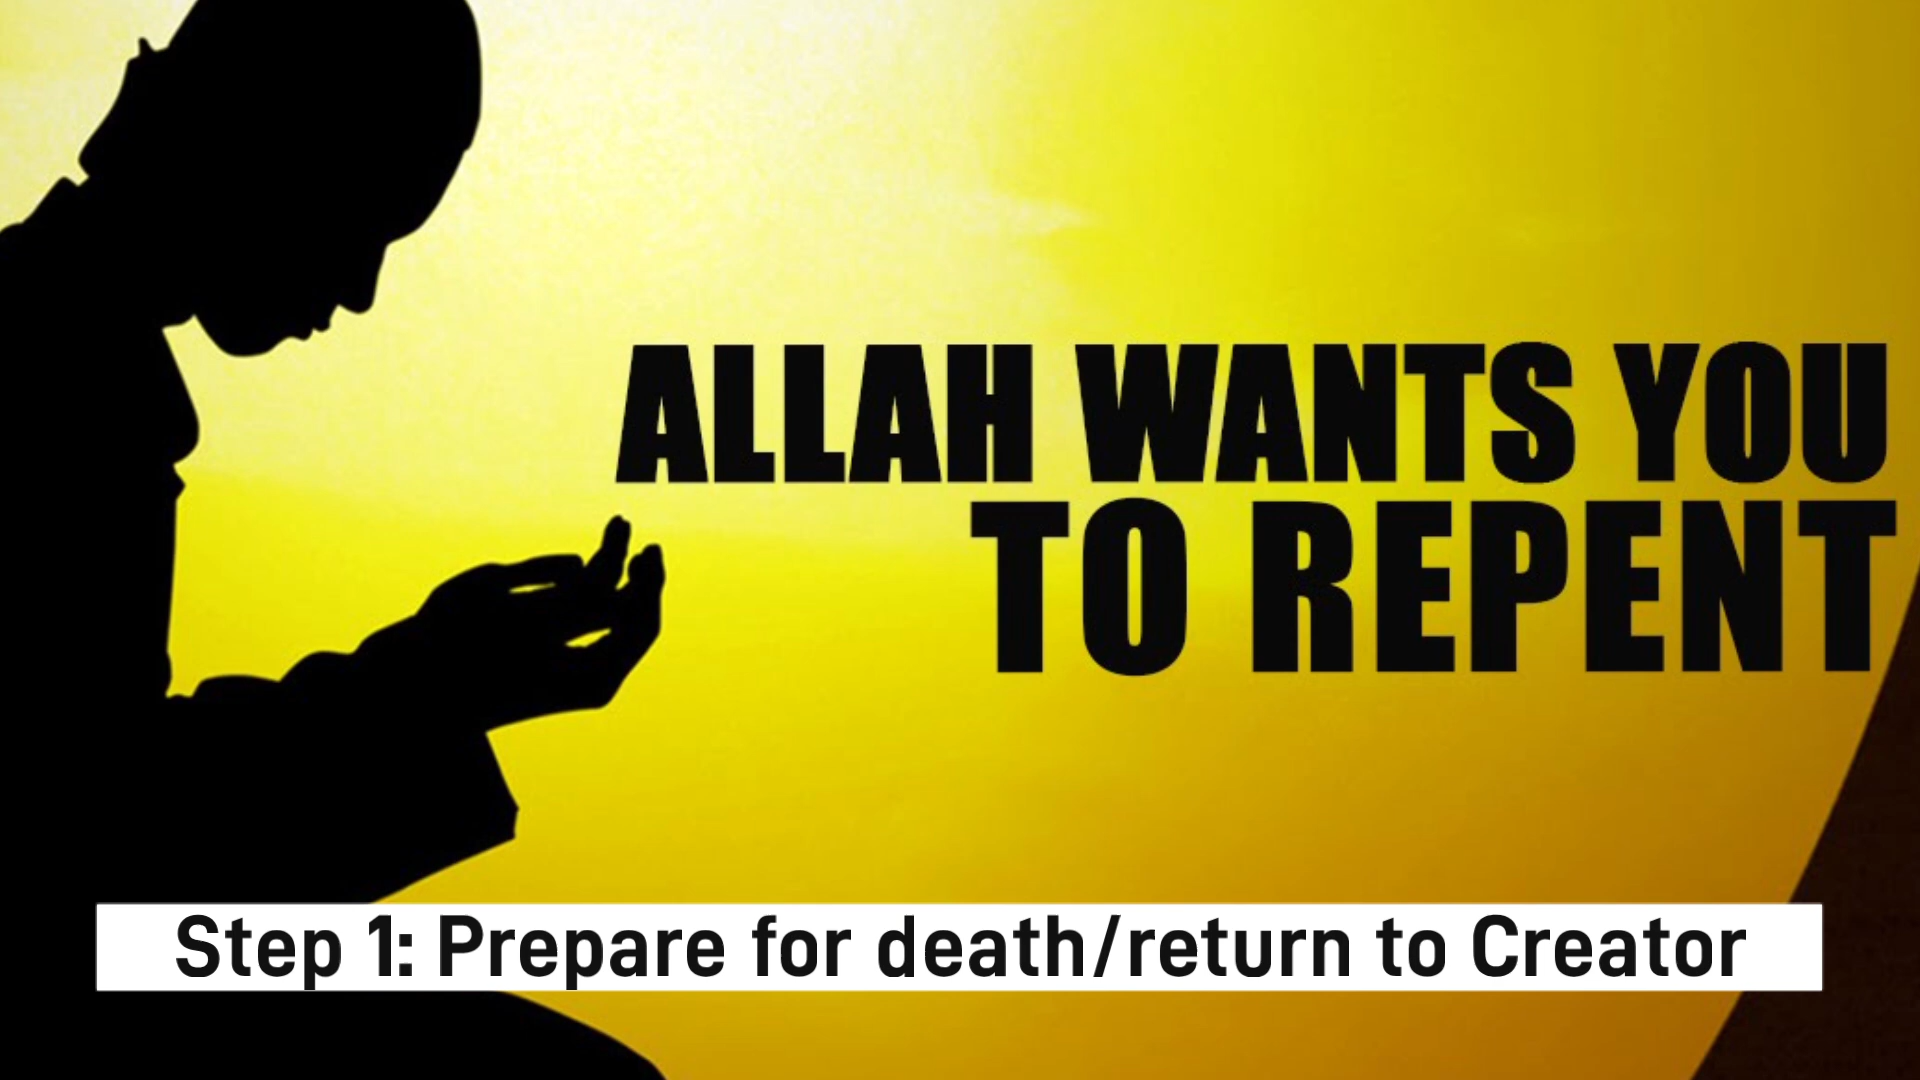 ALLAH WANTS YOU
TO REPENT
Step 1: Prepare for death/return to Creator